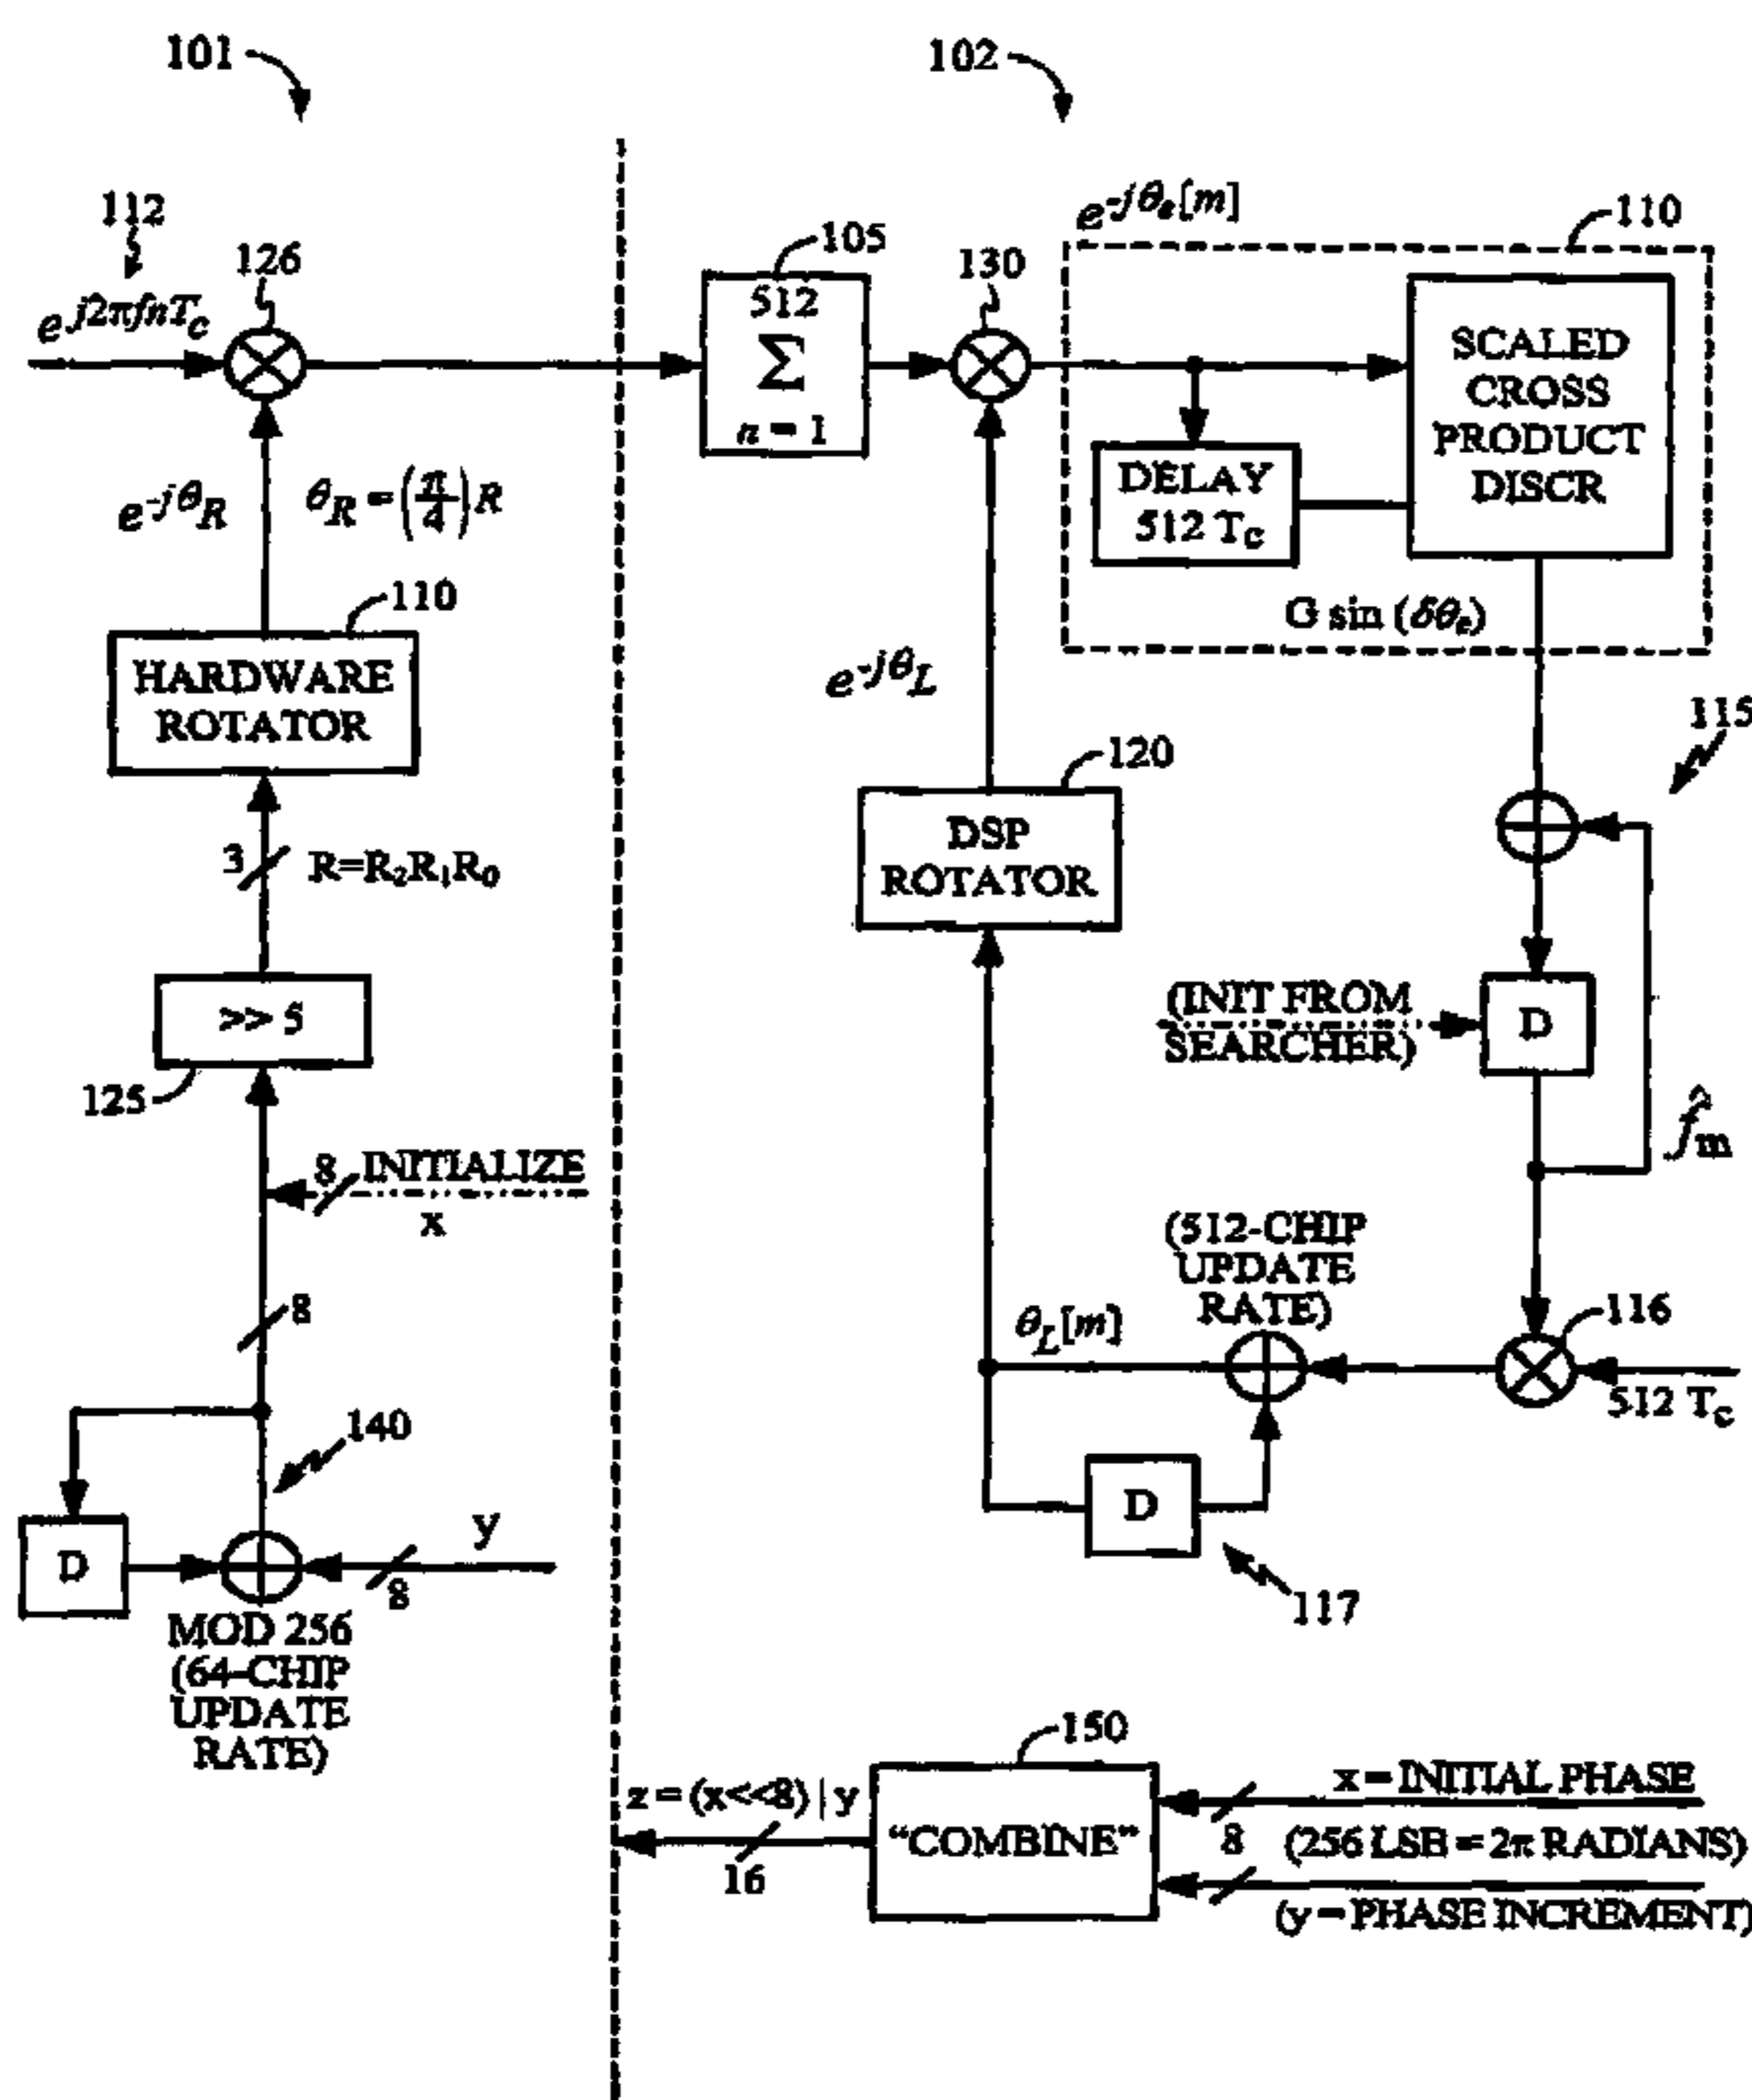 101
102
112
e^{j2πfnT_c}
126
105
512
Σ
n = 1
130
e^{-jθ_e[m]}
110
SCALED
CROSS
PRODUCT
DISCR
DELAY
512 T_c
G sin (δθ_e)
e^{-jθ_R}
θ_R = (π/4) R
110
HARDWARE
ROTATOR
3
R=R₂R₁R₀
>> 5
125
8
INITIALIZE
x
8
140
D
y
8
MOD 256
(64-CHIP
UPDATE
RATE)
e^{-jθ_L}
120
DSP
ROTATOR
115
(INIT FROM
SEARCHER)
D
f̂_m
(512-CHIP
UPDATE
RATE)
θ_L[m]
116
512 T_c
D
117
150
z = (x<<8) | y
16
"COMBINE"
x = INITIAL PHASE
8
(256 LSB = 2π RADIANS)
(y = PHASE INCREMENT)